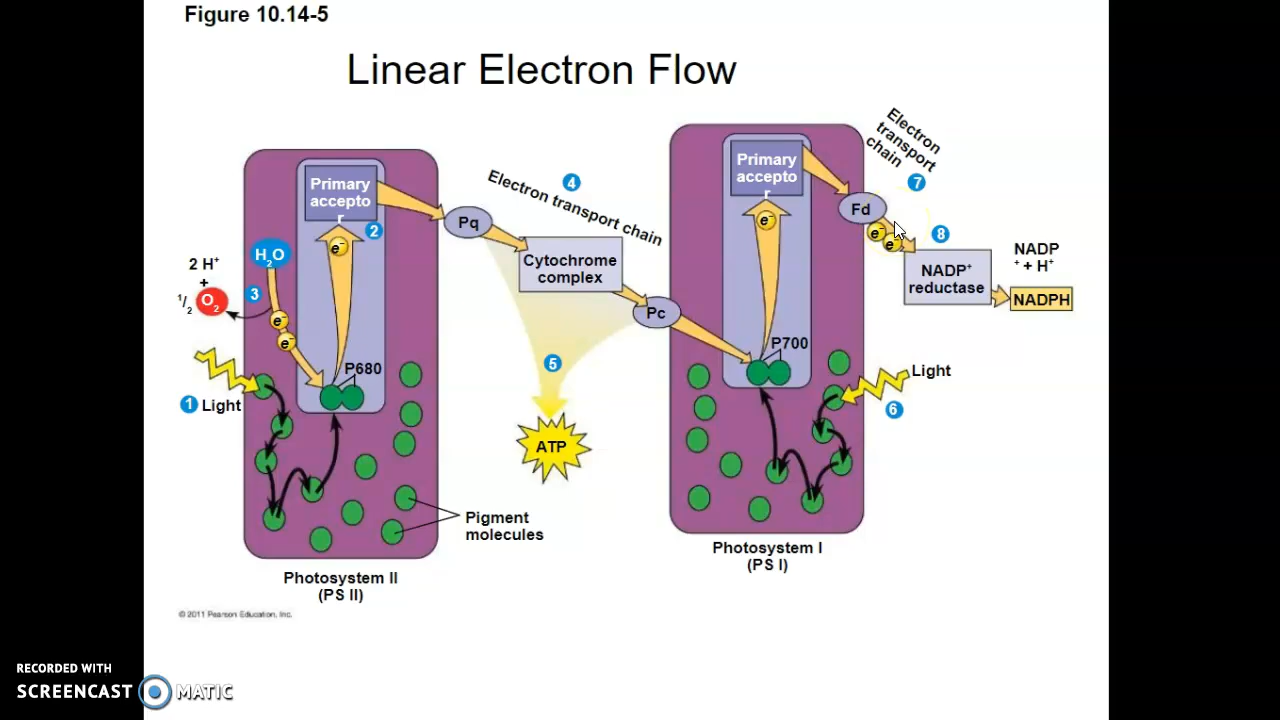 Figure 10.14-5
Linear Electron Flow
Primary
accepto
r
2
e⁻
H₂O
2 H⁺
+
¹/₂ O₂
3
e⁻
e⁻
P680
1 Light
Pq
4
Electron transport chain
Cytochrome
complex
Pc
5
ATP
Pigment
molecules
Photosystem II
(PS II)
Primary
accepto
r
e⁻
P700
Light
6
Photosystem I
(PS I)
Electron
transport
chain
7
Fd
e⁻
e⁻
8
NADP⁺
reductase
NADP
⁺ + H⁺
NADPH
© 2011 Pearson Education, Inc.
RECORDED WITH
SCREENCAST MATIC